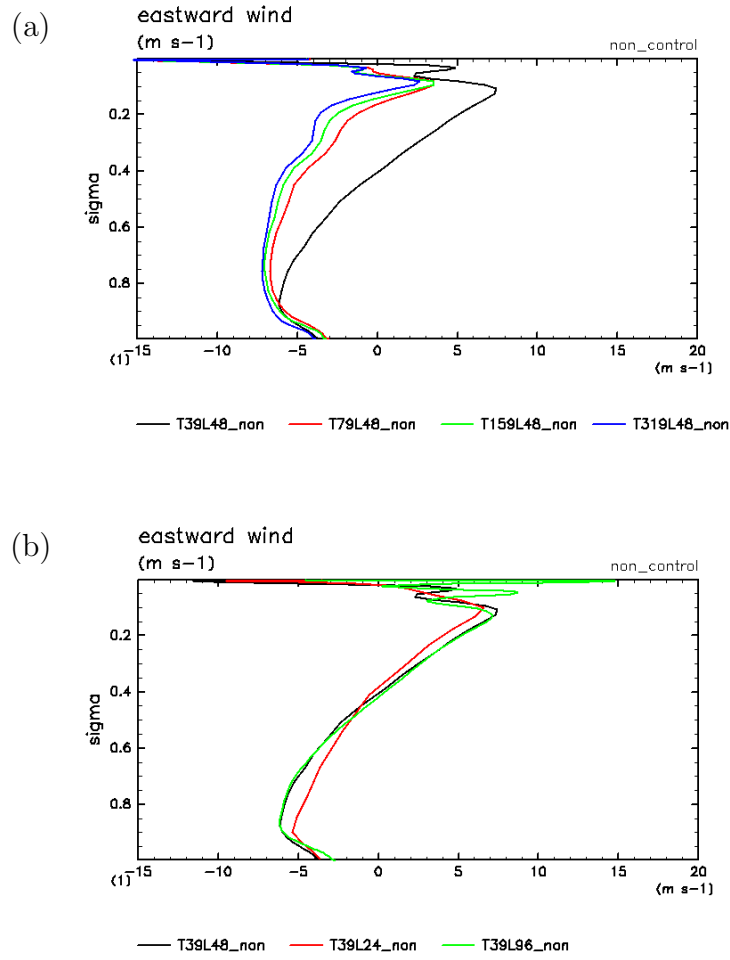 (a)
eastward wind
(m s-1)
non_control
0.2
0.4
sigma
0.6
0.8
-15 -10 -5 0 5 10 15 20
(1) (m s-1)
T39L48_non T79L48_non T159L48_non T319L48_non
(b)
eastward wind
(m s-1)
non_control
0.2
0.4
sigma
0.6
0.8
-15 -10 -5 0 5 10 15 20
(1) (m s-1)
T39L48_non T39L24_non T39L96_non